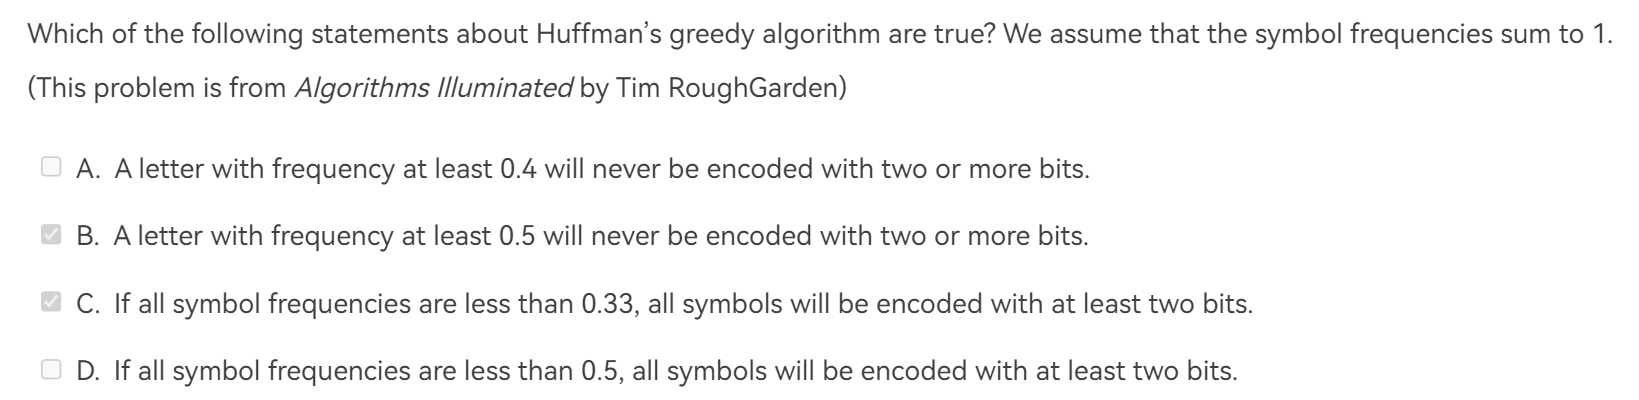 Which of the following statements about Huffman’s greedy algorithm are true? We assume that the symbol frequencies sum to 1.
(This problem is from Algorithms Illuminated by Tim RoughGarden)
A. A letter with frequency at least 0.4 will never be encoded with two or more bits.
B. A letter with frequency at least 0.5 will never be encoded with two or more bits.
C. If all symbol frequencies are less than 0.33, all symbols will be encoded with at least two bits.
D. If all symbol frequencies are less than 0.5, all symbols will be encoded with at least two bits.